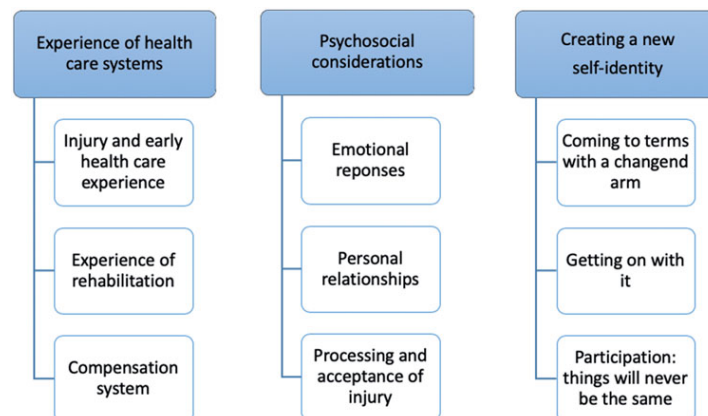 Experience of health
care systems
Injury and early
health care
experience
Experience of
rehabilitation
Compensation
system
Psychosocial
considerations
Emotional
reponses
Personal
relationships
Processing and
acceptance of
injury
Creating a new
self-identity
Coming to terms
with a changend
arm
Getting on with
it
Participation:
things will never
be the same